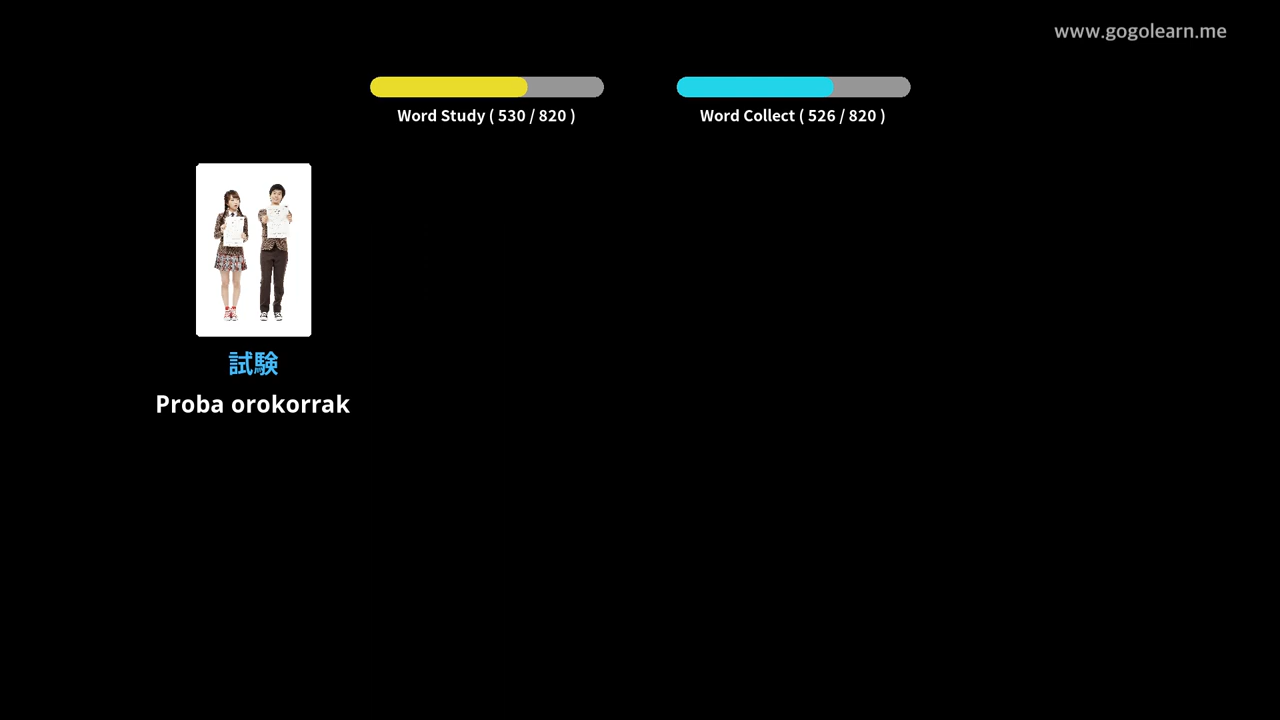 www.gogolearn.me
Word Study ( 530 / 820 )
Word Collect ( 526 / 820 )
試験
Proba orokorrak